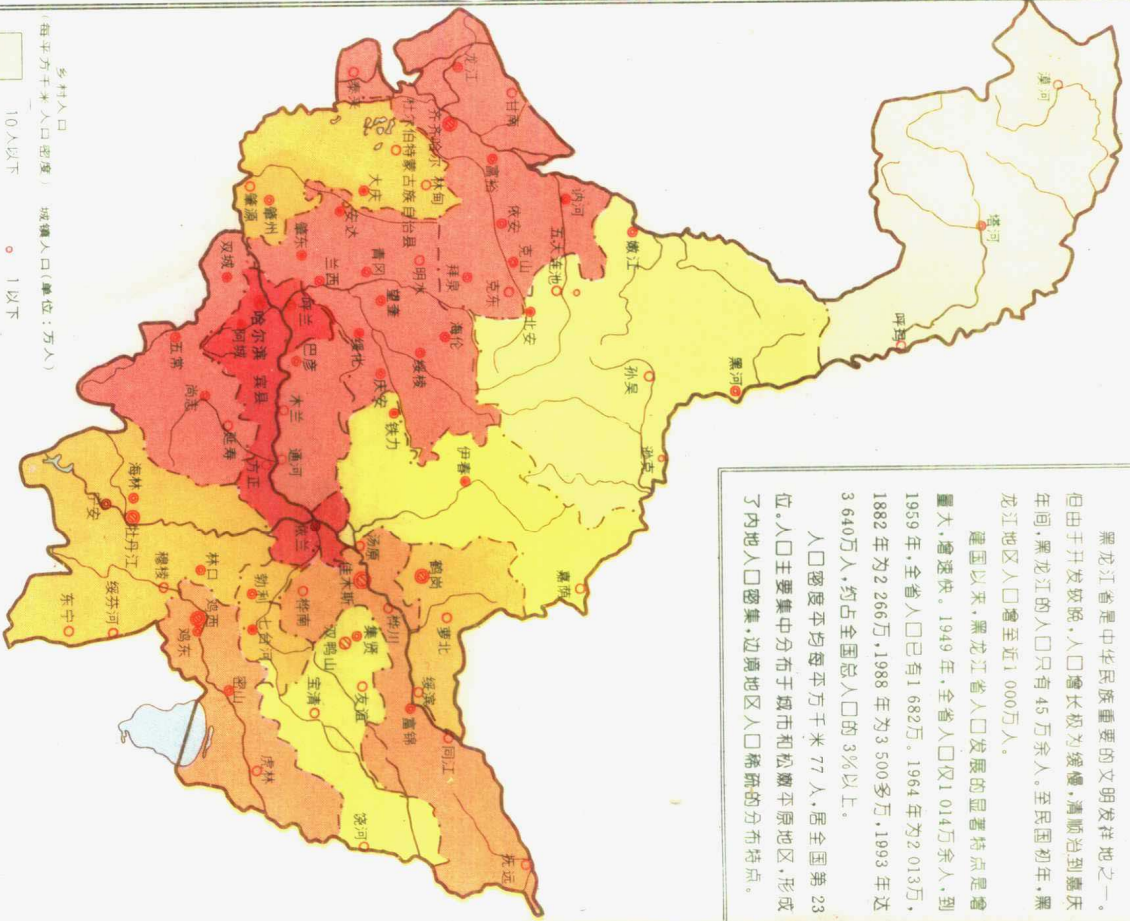 黑龙江省是中华民族重要的文明发祥地之一。
但由于开发较晚,人口增长极为缓慢,清顺治到嘉庆
年间,黑龙江的人口只有45万余人。至民国初年,黑
龙江地区人口增至近1 000万人。
建国以来,黑龙江省人口发展的显著特点是增
量大,增速快。1949年,全省人口仅1 014万余人,到
1959年,全省人口已有1 682万。1964年为2 013万,
1882年为2 266万,1988年为3 500多万,1993年达
3 640万人,约占全国总人口的3%以上。
人口密度平均每平方千米77人,居全国第23
位。人口主要集中分布于城市和松嫩平原地区,形成
了内地人口密集,边境地区人口稀疏的分布特点。
漠河
塔河
呼玛
黑河
孙吴
逊克
嘉荫
嫩江
讷河
五大连池
北安
甘南
龙江
齐齐哈尔
富裕
依安
克山
克东
拜泉
泰来
杜尔伯特蒙古族自治县
林甸
大庆
安达
明水
青冈
望奎
海伦
绥棱
肇源
肇州
肇东
兰西
绥化
庆安
铁力
伊春
双城
呼兰
哈尔滨
阿城
宾县
巴彦
木兰
通河
方正
依兰
五常
尚志
延寿
汤原
鹤岗
萝北
佳木斯
桦川
绥滨
富锦
同江
抚远
桦南
集贤
双鸭山
友谊
宝清
饶河
勃利
七台河
海林
牡丹江
宁安
林口
穆棱
绥芬河
东宁
鸡西
鸡东
密山
虎林
乡村人口
(每平方千米人口密度)
城镇人口(单位:万人)
10人以下
1以下